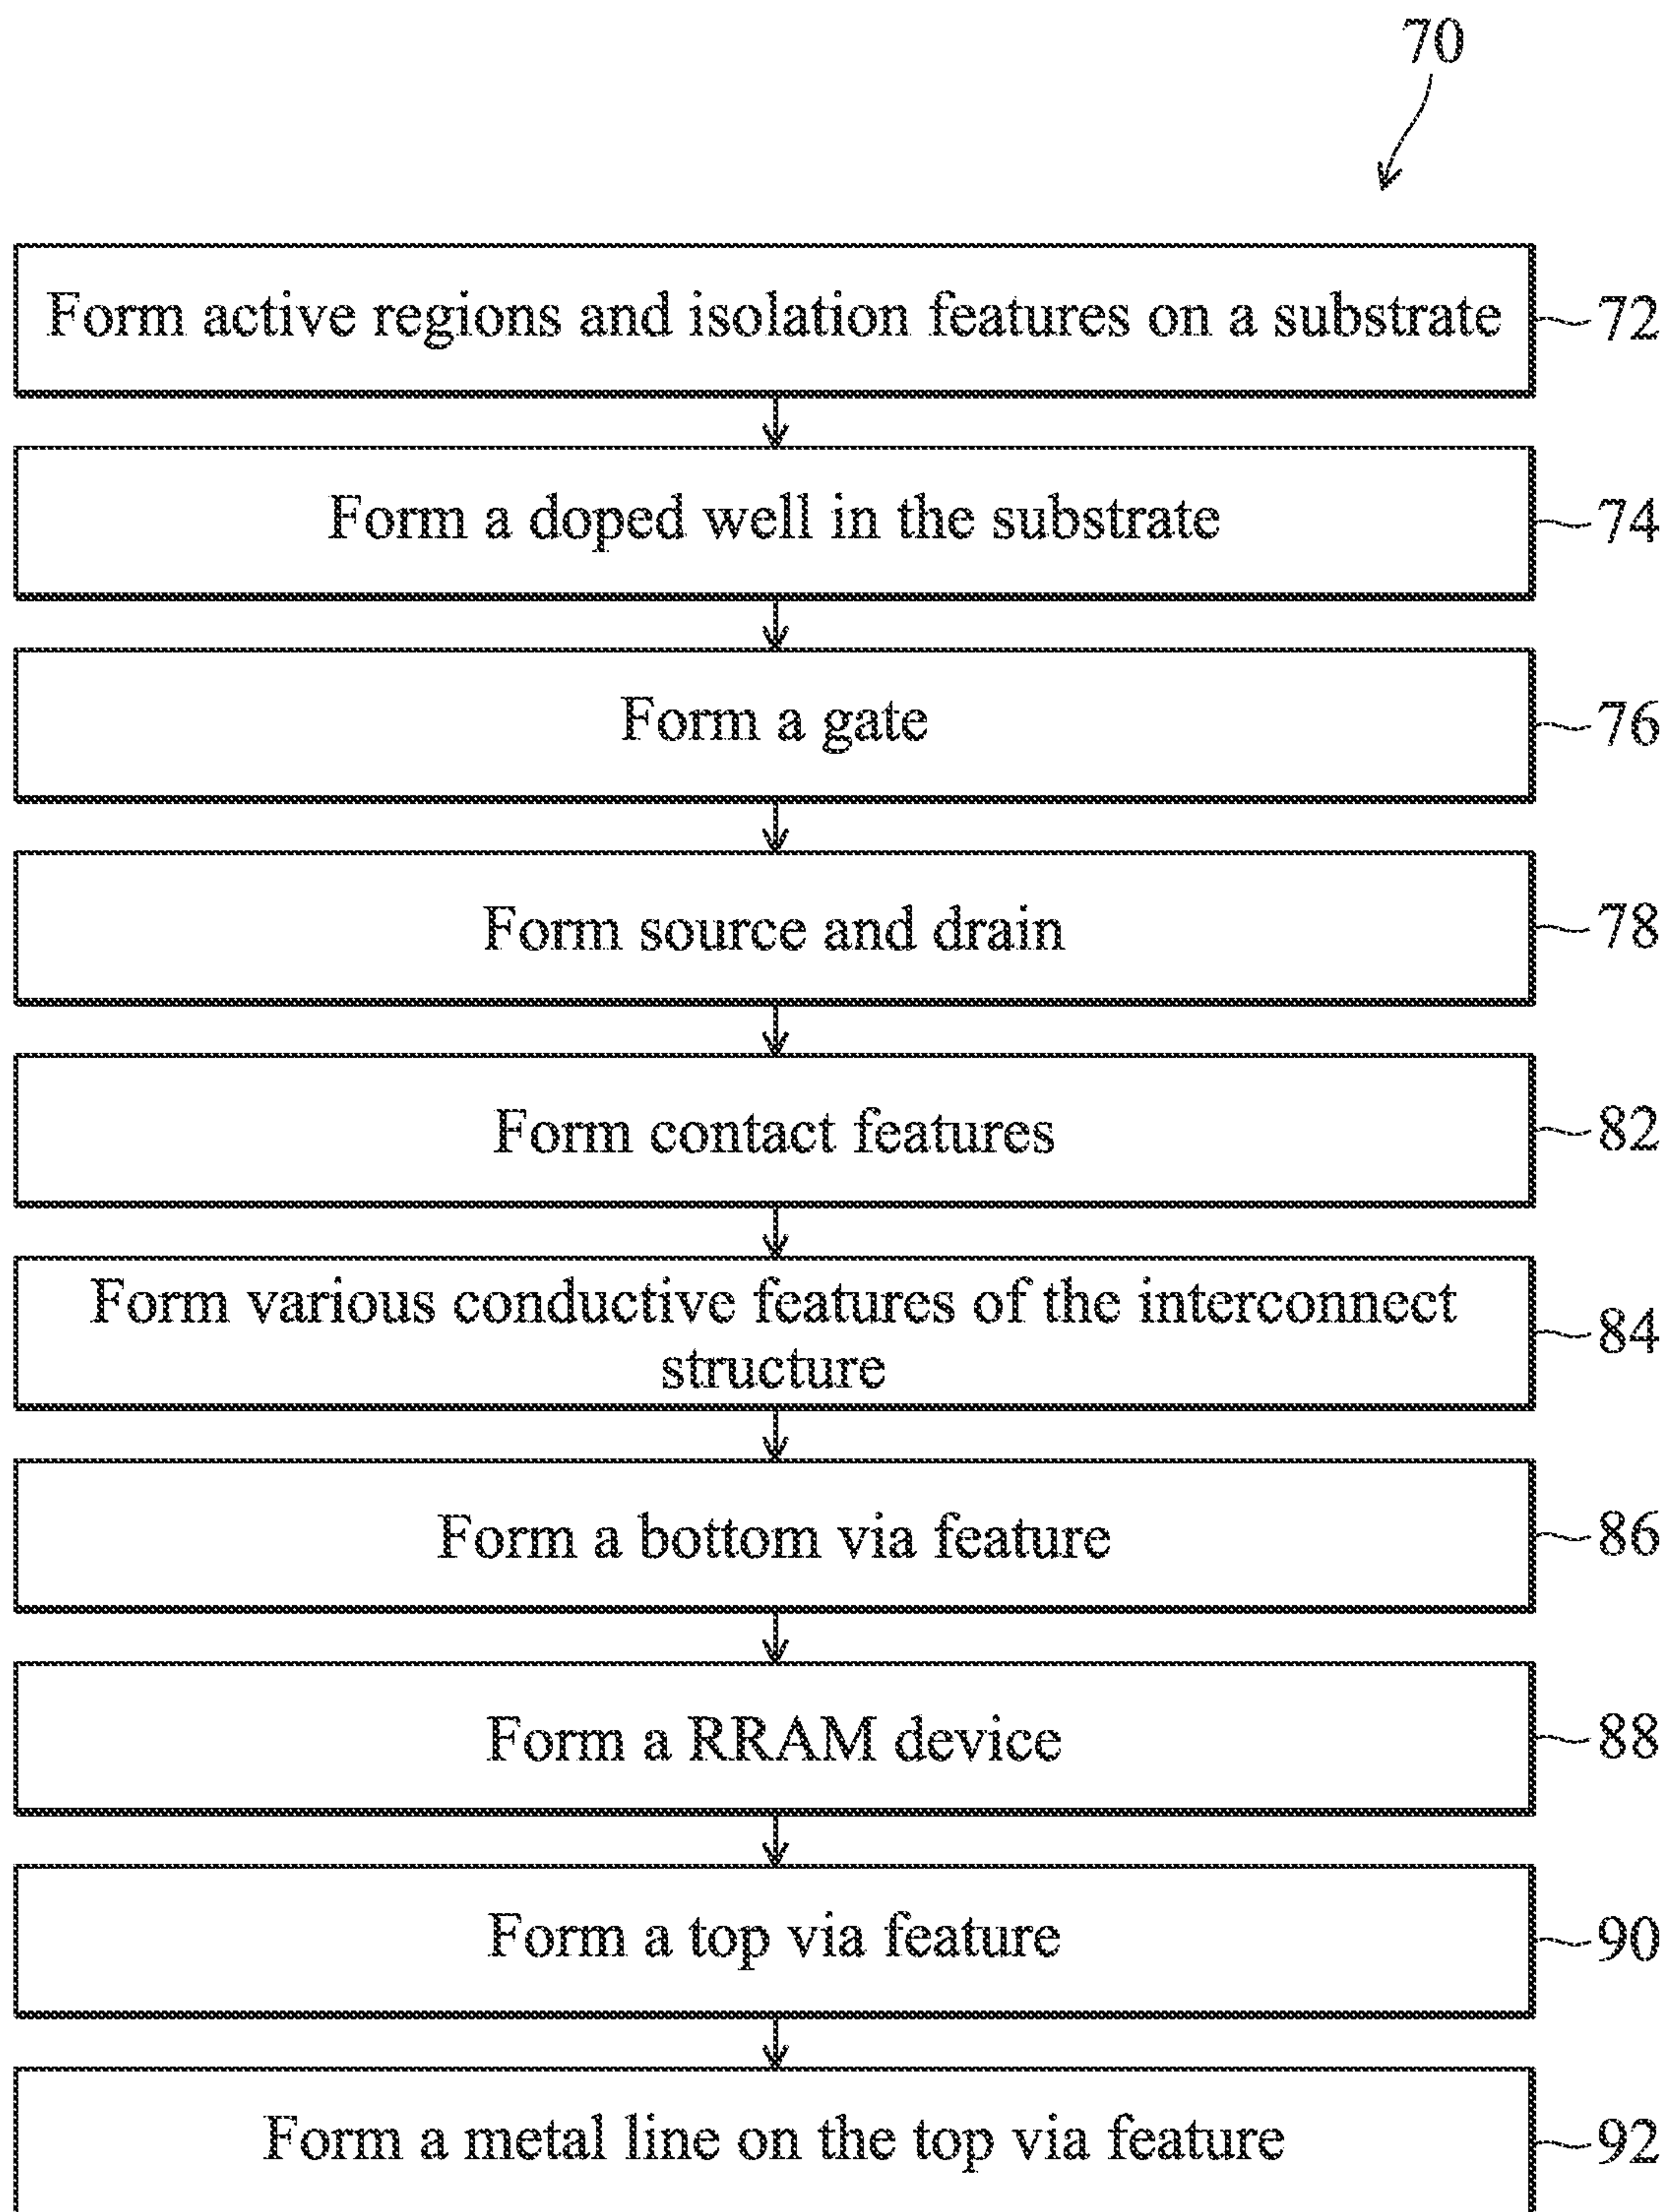 70
Form active regions and isolation features on a substrate
72
Form a doped well in the substrate
74
Form a gate
76
Form source and drain
78
Form contact features
82
Form various conductive features of the interconnect
structure
84
Form a bottom via feature
86
Form a RRAM device
88
Form a top via feature
90
Form a metal line on the top via feature
92